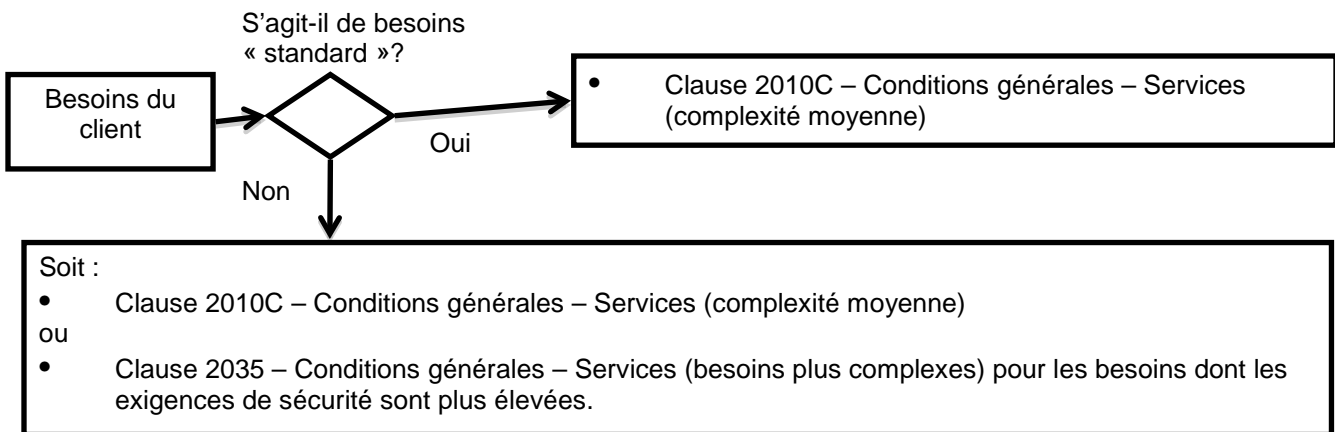 S’agit-il de besoins
« standard »?
Besoins du
client
• Clause 2010C – Conditions générales – Services
(complexité moyenne)
Oui
Non
Soit :
• Clause 2010C – Conditions générales – Services (complexité moyenne)
ou
• Clause 2035 – Conditions générales – Services (besoins plus complexes) pour les besoins dont les
exigences de sécurité sont plus élevées.